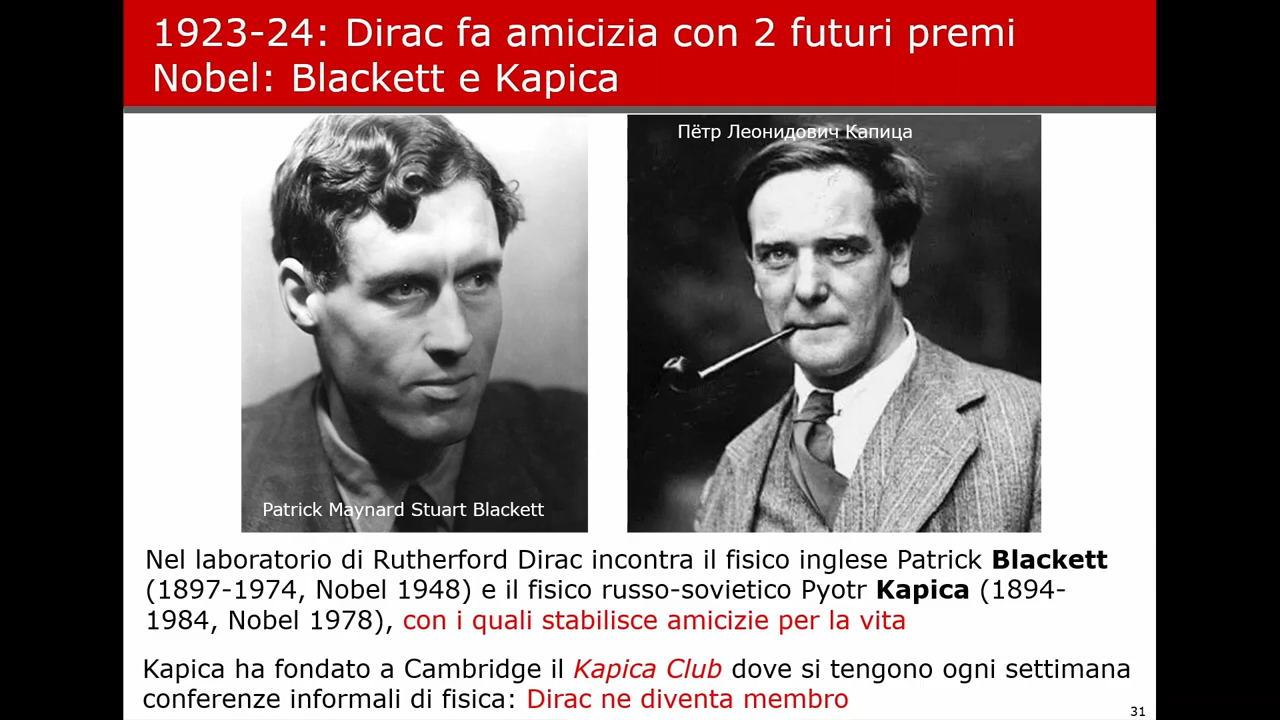 1923-24: Dirac fa amicizia con 2 futuri premi
Nobel: Blackett e Kapica
Patrick Maynard Stuart Blackett
Пётр Леонидович Капица
Nel laboratorio di Rutherford Dirac incontra il fisico inglese Patrick Blackett
(1897-1974, Nobel 1948) e il fisico russo-sovietico Pyotr Kapica (1894-
1984, Nobel 1978), con i quali stabilisce amicizie per la vita
Kapica ha fondato a Cambridge il Kapica Club dove si tengono ogni settimana
conferenze informali di fisica: Dirac ne diventa membro
31